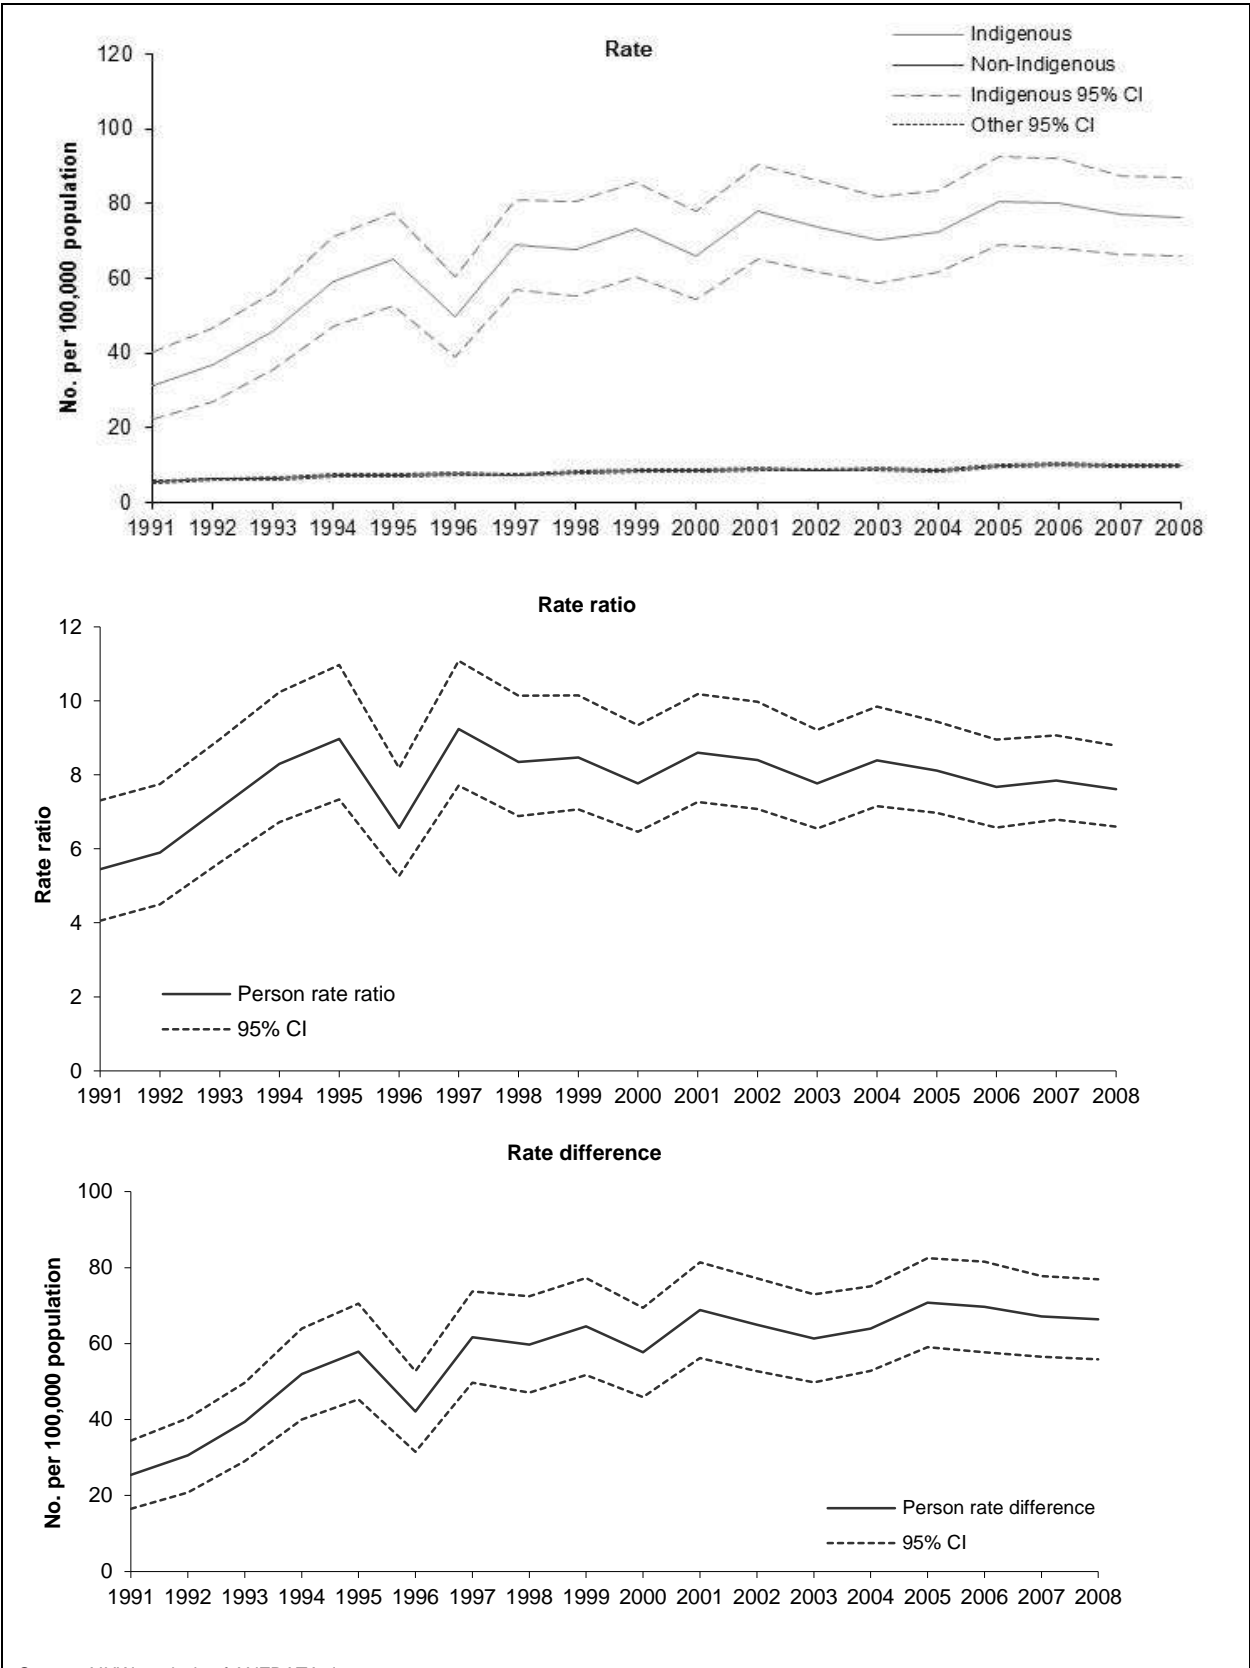 Rate
Indigenous
Non-Indigenous
Indigenous 95% CI
Other 95% CI
No. per 100,000 population
120
100
80
60
40
20
0
1991 1992 1993 1994 1995 1996 1997 1998 1999 2000 2001 2002 2003 2004 2005 2006 2007 2008
Rate ratio
Rate ratio
12
10
8
6
4
2
0
Person rate ratio
95% CI
1991 1992 1993 1994 1995 1996 1997 1998 1999 2000 2001 2002 2003 2004 2005 2006 2007 2008
Rate difference
No. per 100,000 population
100
80
60
40
20
0
Person rate difference
95% CI
1991 1992 1993 1994 1995 1996 1997 1998 1999 2000 2001 2002 2003 2004 2005 2006 2007 2008